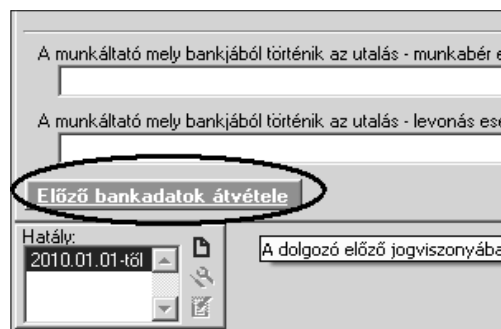 A munkáltató mely bankjából történik az utalás - munkabér e
A munkáltató mely bankjából történik az utalás - levonás ese
Előző bankadatok átvétele
Hatály:
2010.01.01-től
A dolgozó előző jogviszonyába